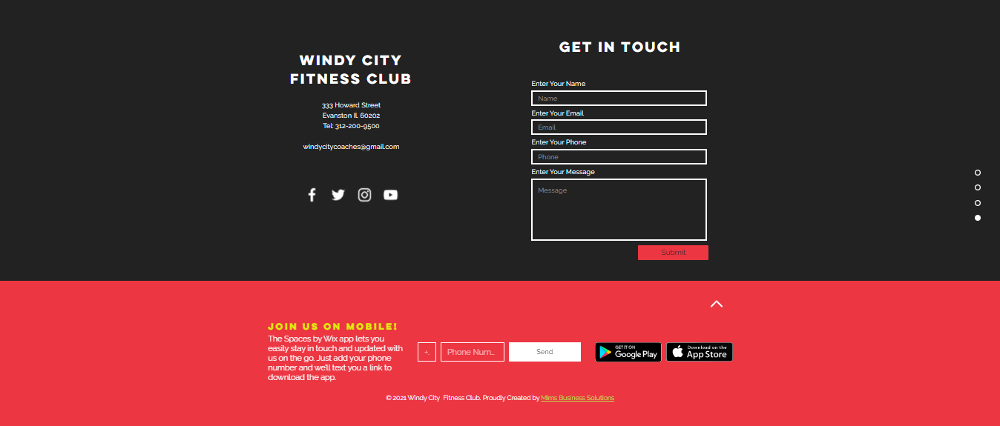 WINDY CITY
FITNESS CLUB
333 Howard Street
Evanston IL 60202
Tel: 312-200-9500
windycitycoaches@gmail.com
GET IN TOUCH
Enter Your Name
Name
Enter Your Email
Email
Enter Your Phone
Phone
Enter Your Message
Message
Submit
JOIN US ON MOBILE!
The Spaces by Wix app lets you
easily stay in touch and updated with
us on the go. Just add your phone
number and we'll text you a link to
download the app.
+.
Phone Num...
Send
GET IT ON
Google Play
Download on the
App Store
© 2021 Windy City  Fitness Club. Proudly Created by Mims Business Solutions